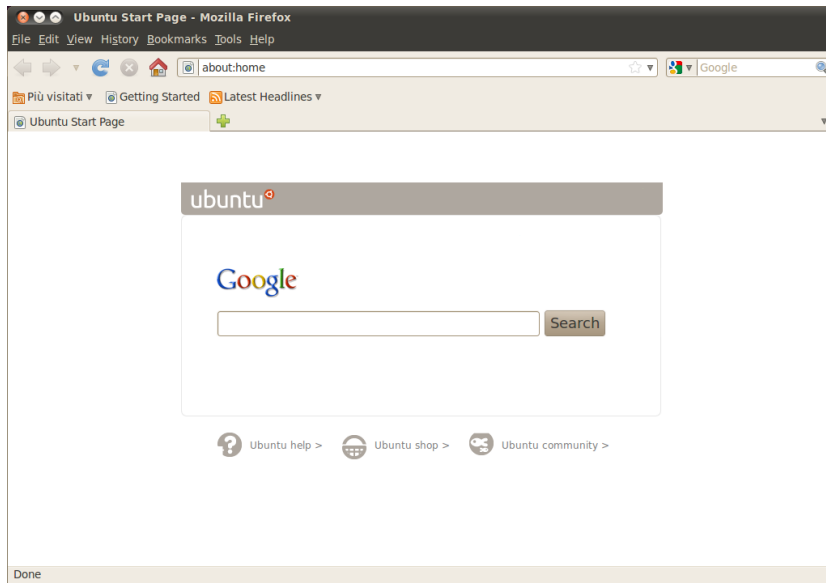 Ubuntu Start Page - Mozilla Firefox
File Edit View History Bookmarks Tools Help
about:home Google
Più visitati Getting Started Latest Headlines
Ubuntu Start Page
ubuntu
Google
Search
Ubuntu help > Ubuntu shop > Ubuntu community >
Done